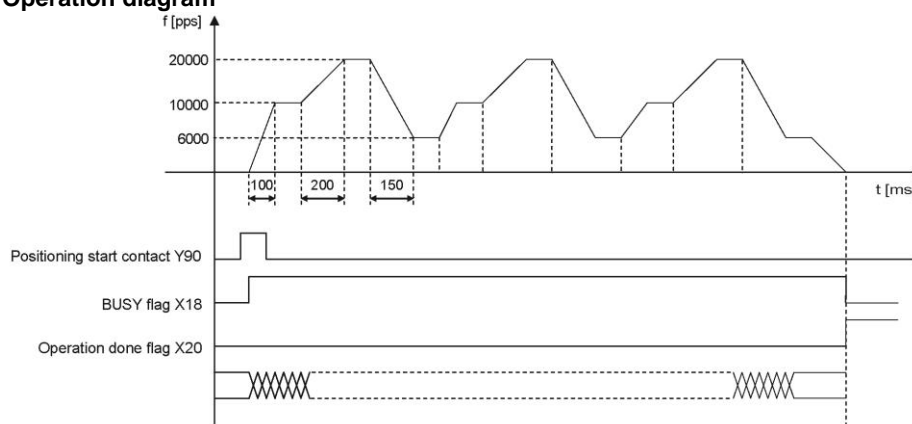 Operation diagram
f [pps]
20000
10000
6000
100
200
150
t [ms
Positioning start contact Y90
BUSY flag X18
Operation done flag X20